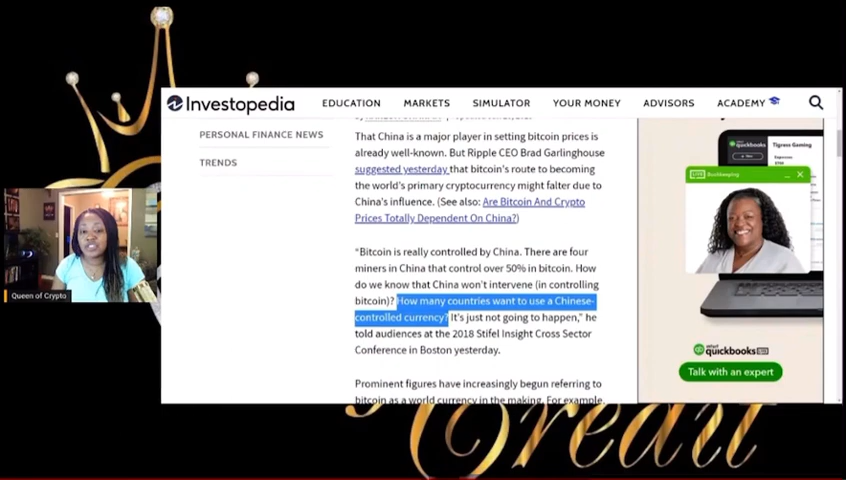 Investopedia
EDUCATION
MARKETS
SIMULATOR
YOUR MONEY
ADVISORS
ACADEMY
PERSONAL FINANCE NEWS
TRENDS
That China is a major player in setting bitcoin prices is
already well-known. But Ripple CEO Brad Garlinghouse
suggested yesterday that bitcoin's route to becoming
the world's primary cryptocurrency might falter due to
China's influence. (See also: Are Bitcoin And Crypto
Prices Totally Dependent On China?)
“Bitcoin is really controlled by China. There are four
miners in China that control over 50% in bitcoin. How
do we know that China won't intervene (in controlling
bitcoin)? How many countries want to use a Chinese-
controlled currency? It's just not going to happen,” he
told audiences at the 2018 Stifel Insight Cross Sector
Conference in Boston yesterday.
Prominent figures have increasingly begun referring to
bitcoin as a world currency in the making. For example,
quickbooks
Tigrans Gaming
LIVE Bookkeeping
quickbooks
Talk with an expert
Queen of Crypto
Credit